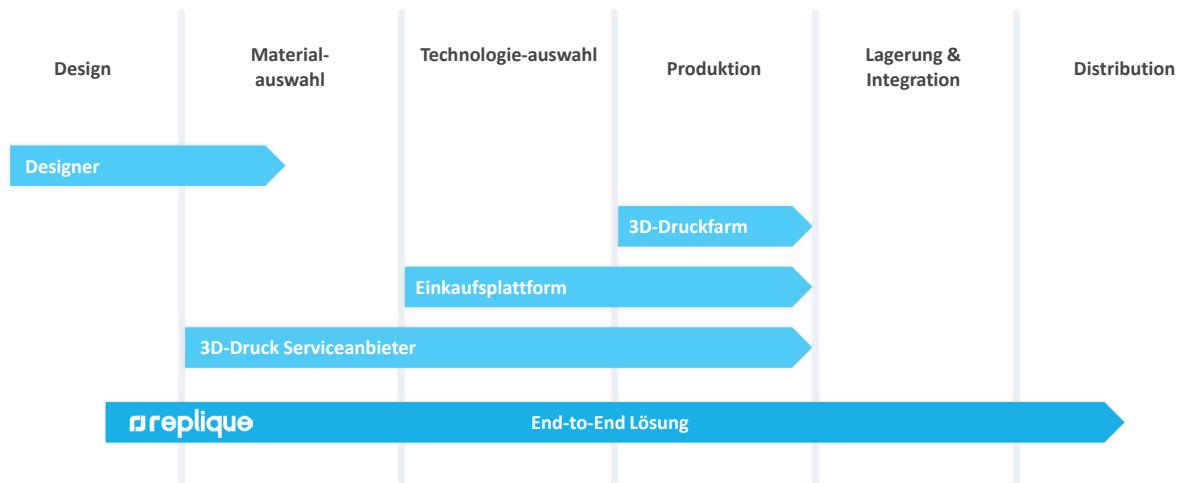 Design
Material-
auswahl
Technologie-auswahl
Produktion
Lagerung &
Integration
Distribution
Designer
3D-Druckfarm
Einkaufsplattform
3D-Druck Serviceanbieter
replique
End-to-End Lösung